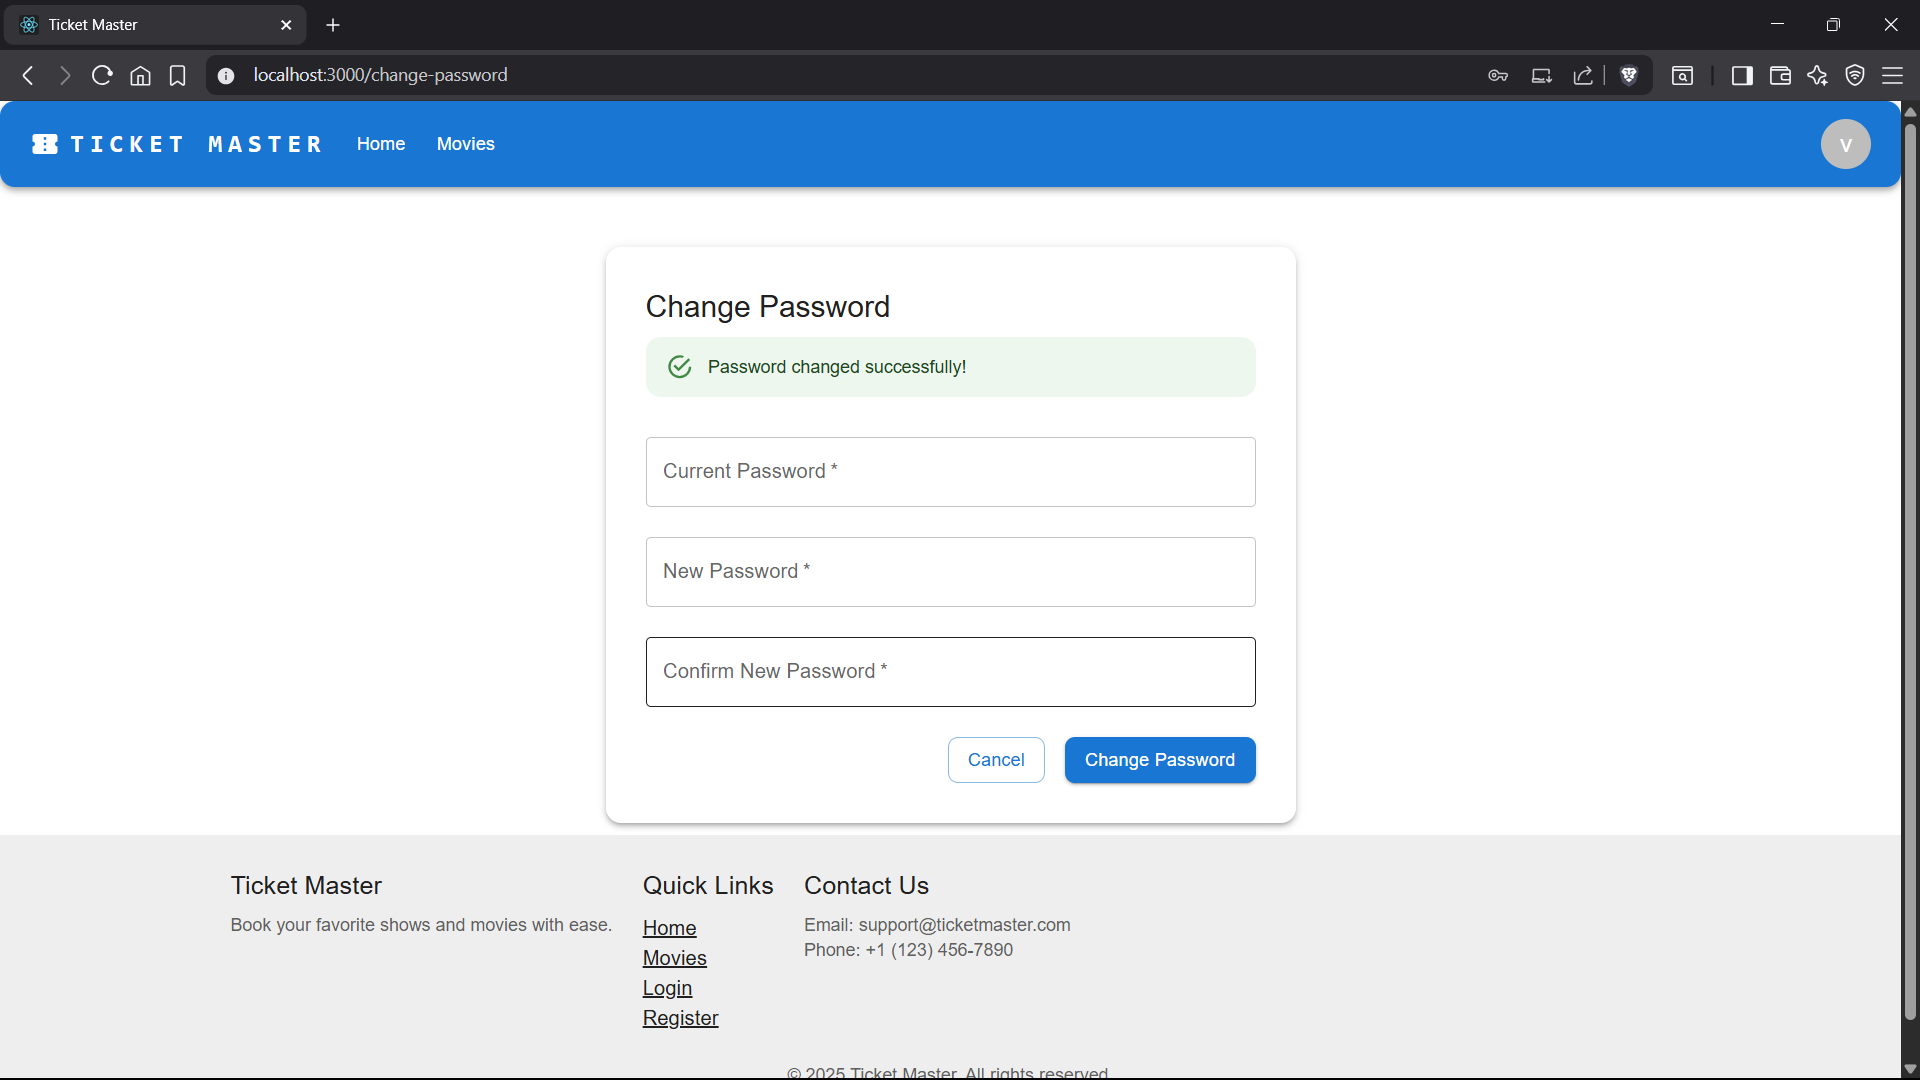 Ticket Master
localhost:3000/change-password
TICKET MASTER Home Movies V
Change Password
Password changed successfully!
Current Password *
New Password *
Confirm New Password *
Cancel Change Password
Ticket Master
Book your favorite shows and movies with ease.
Quick Links
Home
Movies
Login
Register
Contact Us
Email: support@ticketmaster.com
Phone: +1 (123) 456-7890
© 2025 Ticket Master. All rights reserved